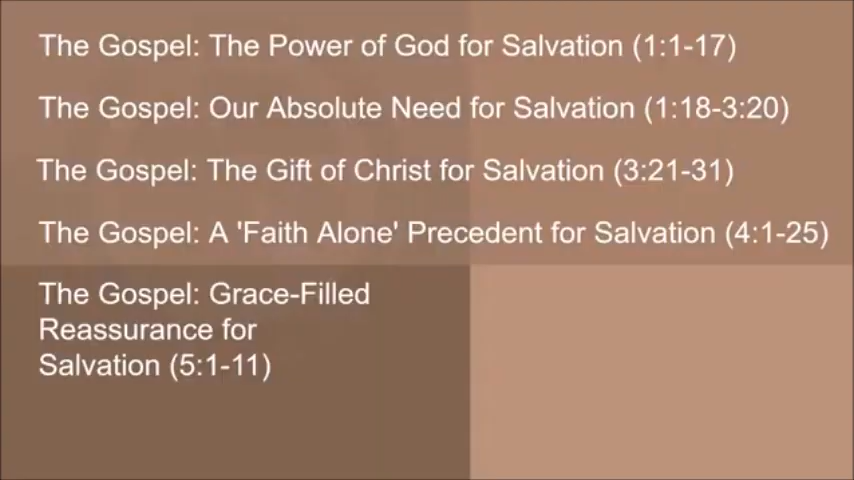 The Gospel: The Power of God for Salvation (1:1-17)
The Gospel: Our Absolute Need for Salvation (1:18-3:20)
The Gospel: The Gift of Christ for Salvation (3:21-31)
The Gospel: A 'Faith Alone' Precedent for Salvation (4:1-25)
The Gospel: Grace-Filled
Reassurance for
Salvation (5:1-11)